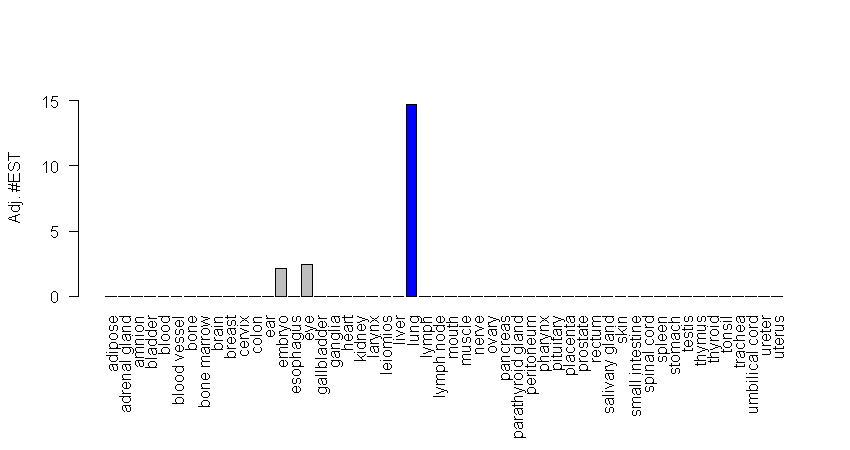 Adj. #EST
15
10
5
0
adipose
adrenal gland
amnion
bladder
blood
blood vessel
bone
bone marrow
brain
breast
cervix
colon
ear
embryo
esophagus
eye
gallbladder
ganglia
heart
kidney
larynx
leiomios
liver
lung
lymph
lymph node
mouth
muscle
nerve
ovary
pancreas
parathyroid gland
peritoneum
pharynx
pituitary
placenta
prostate
rectum
salivary gland
skin
small intestine
spinal cord
spleen
stomach
testis
thymus
thyroid
tonsil
trachea
umbilical cord
ureter
uterus